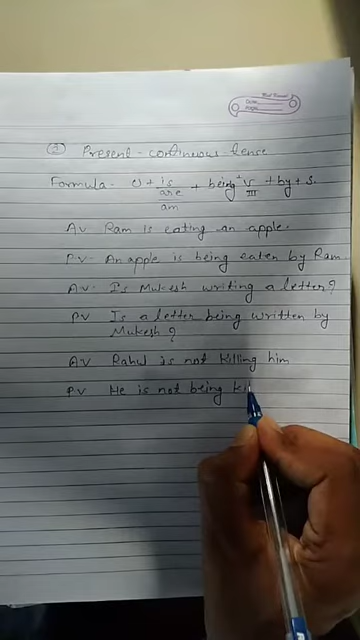 ② Present-continuous tense
Formula- O + is/are/am + being + V III + by + S.
AV Ram is eating an apple.
PV- An apple is being eaten by Ram
AV- Is Mukesh writing a letter?
PV Is a letter being written by
Mukesh?
AV Rahul is not killing him
PV He is not being ki